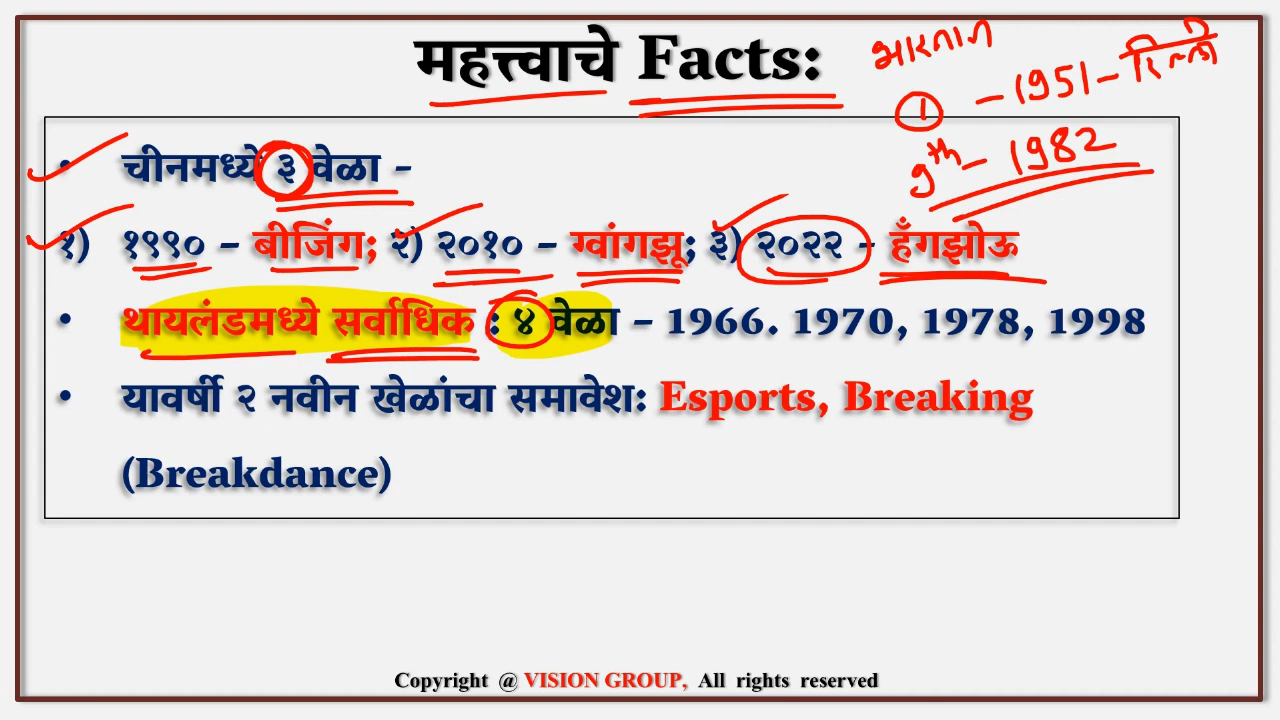 महत्त्वाचे Facts:
भारतात
1 - 1951 - दिल्ली
9th - 1982
• चीनमध्ये ३ वेळा -
१) १९९० - बीजिंग; २) २०१० - ग्वांगझू; ३) २०२२ - हँगझोऊ
• थायलंडमध्ये सर्वाधिक : ४ वेळा - 1966. 1970, 1978, 1998
• यावर्षी २ नवीन खेळांचा समावेश: Esports, Breaking
(Breakdance)
Copyright @ VISION GROUP, All rights reserved